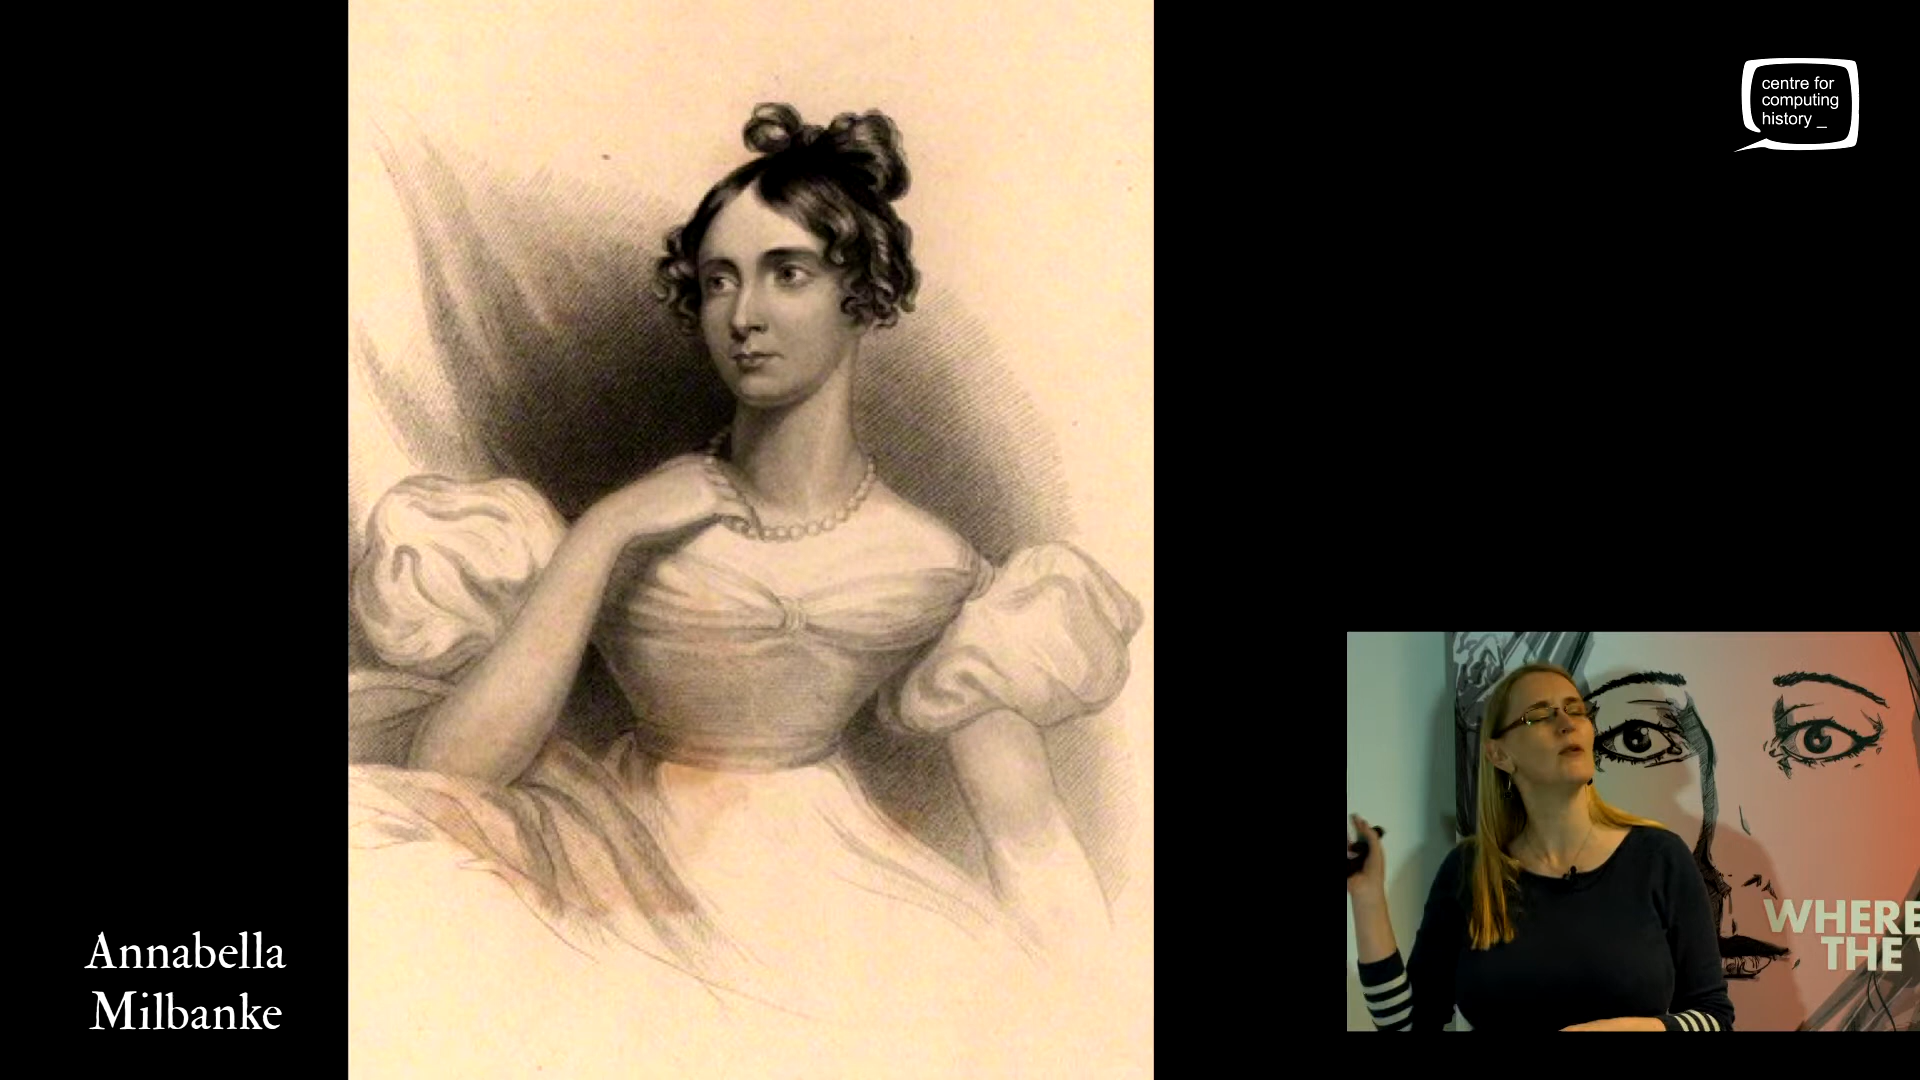 centre for
computing
history _
Annabella
Milbanke
WHERE
THE